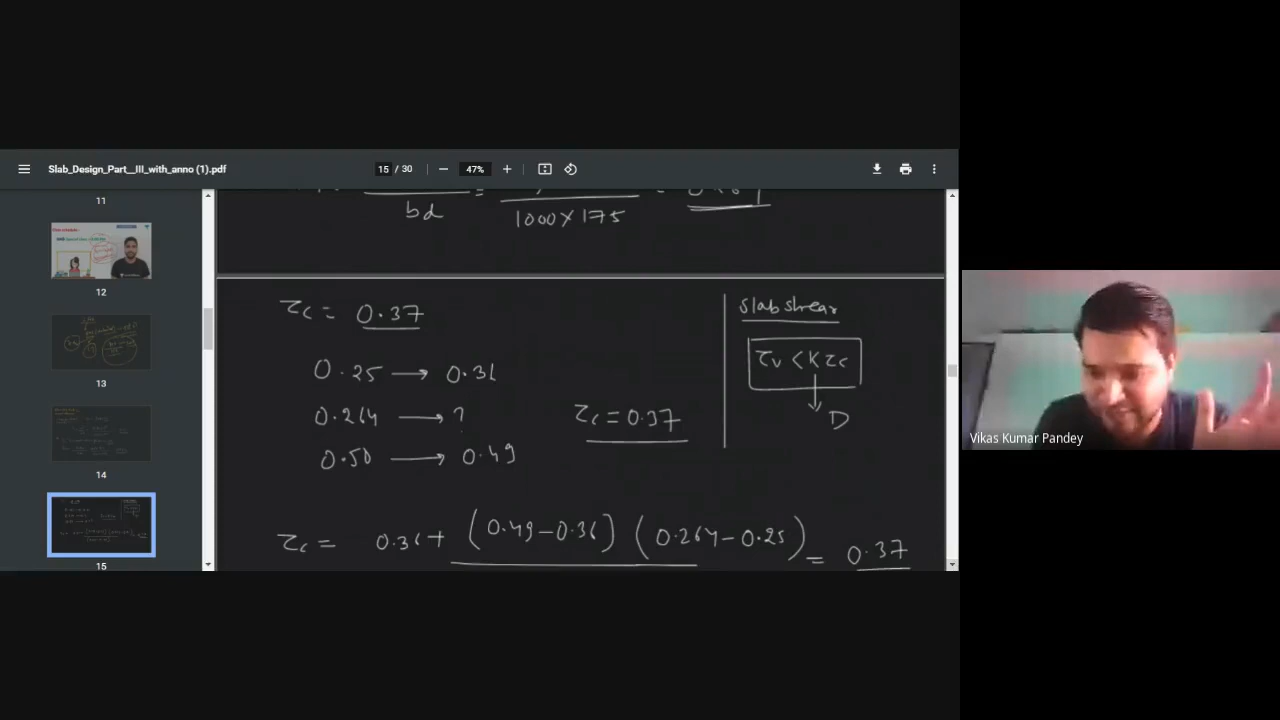 Slab_Design_Part__III_with_anno (1).pdf
15 / 30
47%
11
12
13
14
15
bd
=
1000 × 175
τc = 0.37
0.25 → 0.36
0.264 → ?
0.50 → 0.49
τc = 0.37
slab shear
τv < K τc
D
τc = 0.36 + (0.49 – 0.36) (0.264 – 0.25) = 0.37
Vikas Kumar Pandey